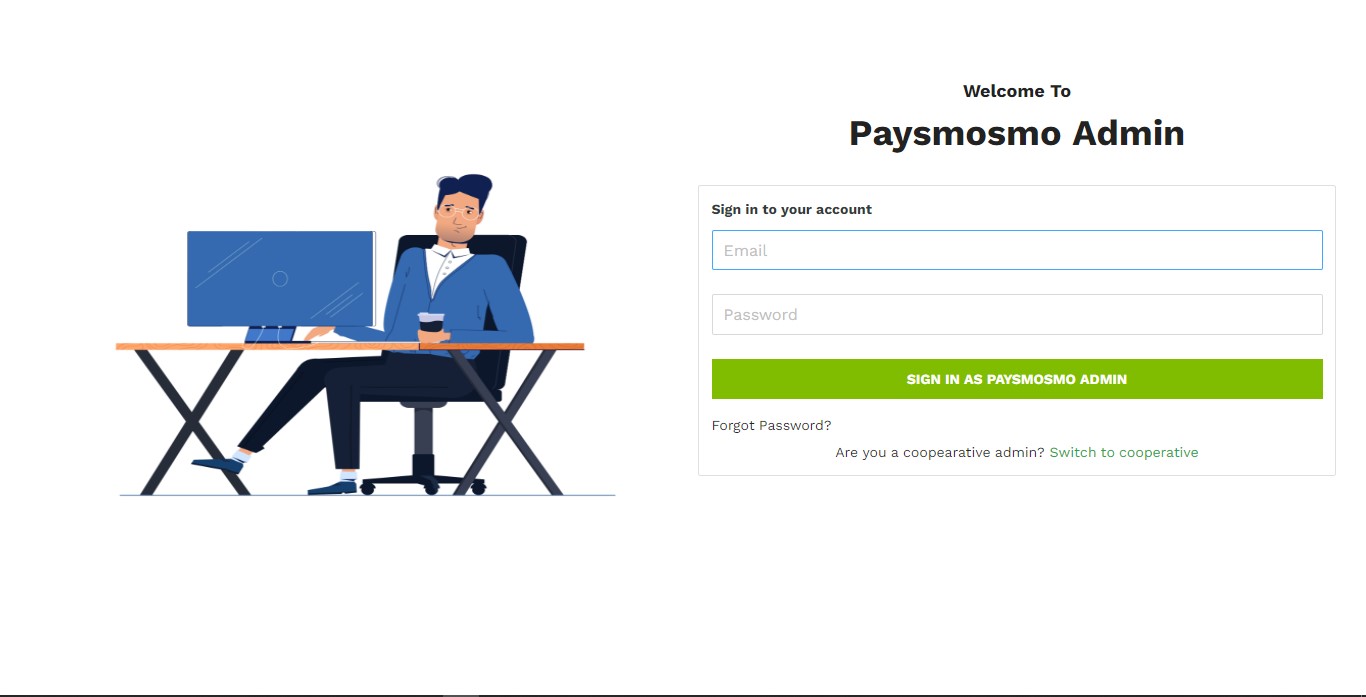 Welcome To
Paysmosmo Admin
Sign in to your account
Email
Password
SIGN IN AS PAYSMOSMO ADMIN
Forgot Password?
Are you a coopearative admin? Switch to cooperative